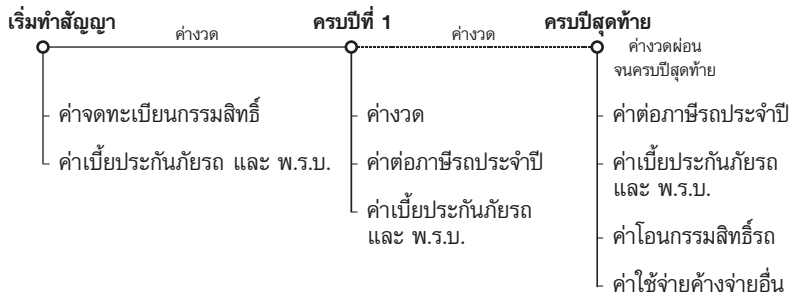 เริ่มทำสัญญา
ค่างวด
ครบปีที่ 1
ค่างวด
ครบปีสุดท้าย
ค่างวดผ่อน
จนครบปีสุดท้าย
ค่าจดทะเบียนกรรมสิทธิ์
ค่าเบี้ยประกันภัยรถ และ พ.ร.บ.
ค่างวด
ค่าต่อภาษีรถประจำปี
ค่าเบี้ยประกันภัยรถ
และ พ.ร.บ.
ค่าต่อภาษีรถประจำปี
ค่าเบี้ยประกันภัยรถ
และ พ.ร.บ.
ค่าโอนกรรมสิทธิ์รถ
ค่าใช้จ่ายค้างจ่ายอื่น